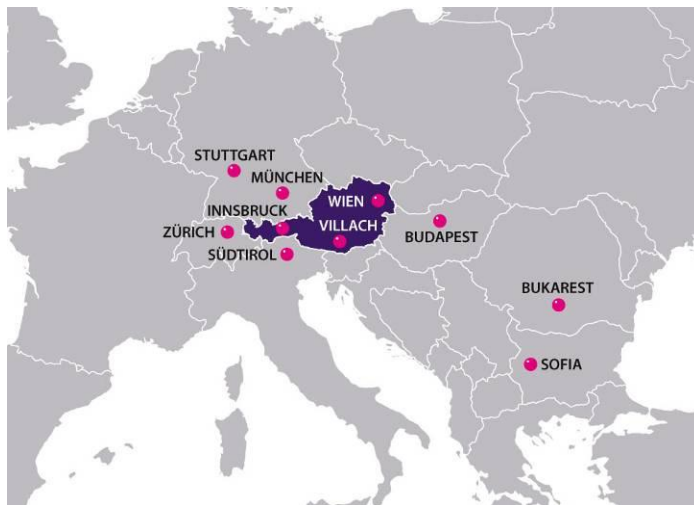 STUTTGART
MÜNCHEN
WIEN
INNSBRUCK
VILLACH
ZÜRICH
BUDAPEST
SÜDTIROL
BUKAREST
SOFIA